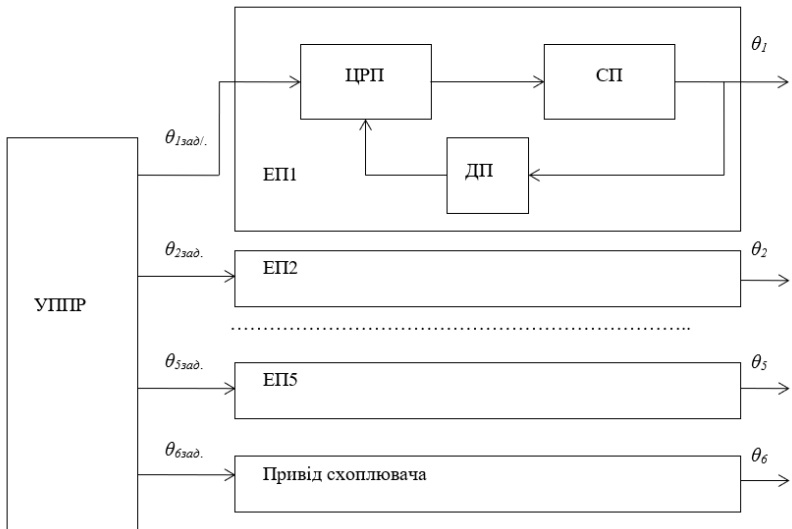 θ1
ЦРП
СП
θ1зад/.
ЕП1
ДП
θ2зад.
ЕП2
θ2
УППР
……………………………………………………………..
θ5зад.
ЕП5
θ5
θ6зад.
Привід схоплювача
θ6